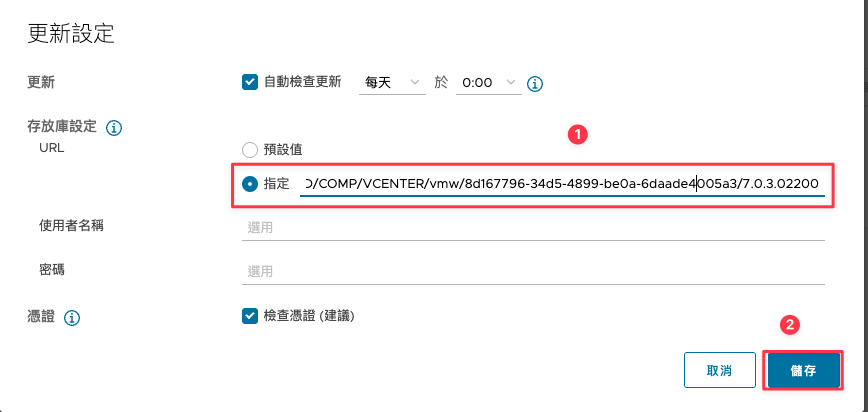 更新設定
更新 自動檢查更新 每天 於 0:00
存放庫設定
1
URL 預設值
指定 D/COMP/VCENTER/vmw/8d167796-34d5-4899-be0a-6daade4005a3/7.0.3.02200
使用者名稱 選用
密碼 選用
憑證 檢查憑證 (建議)
2
取消 儲存